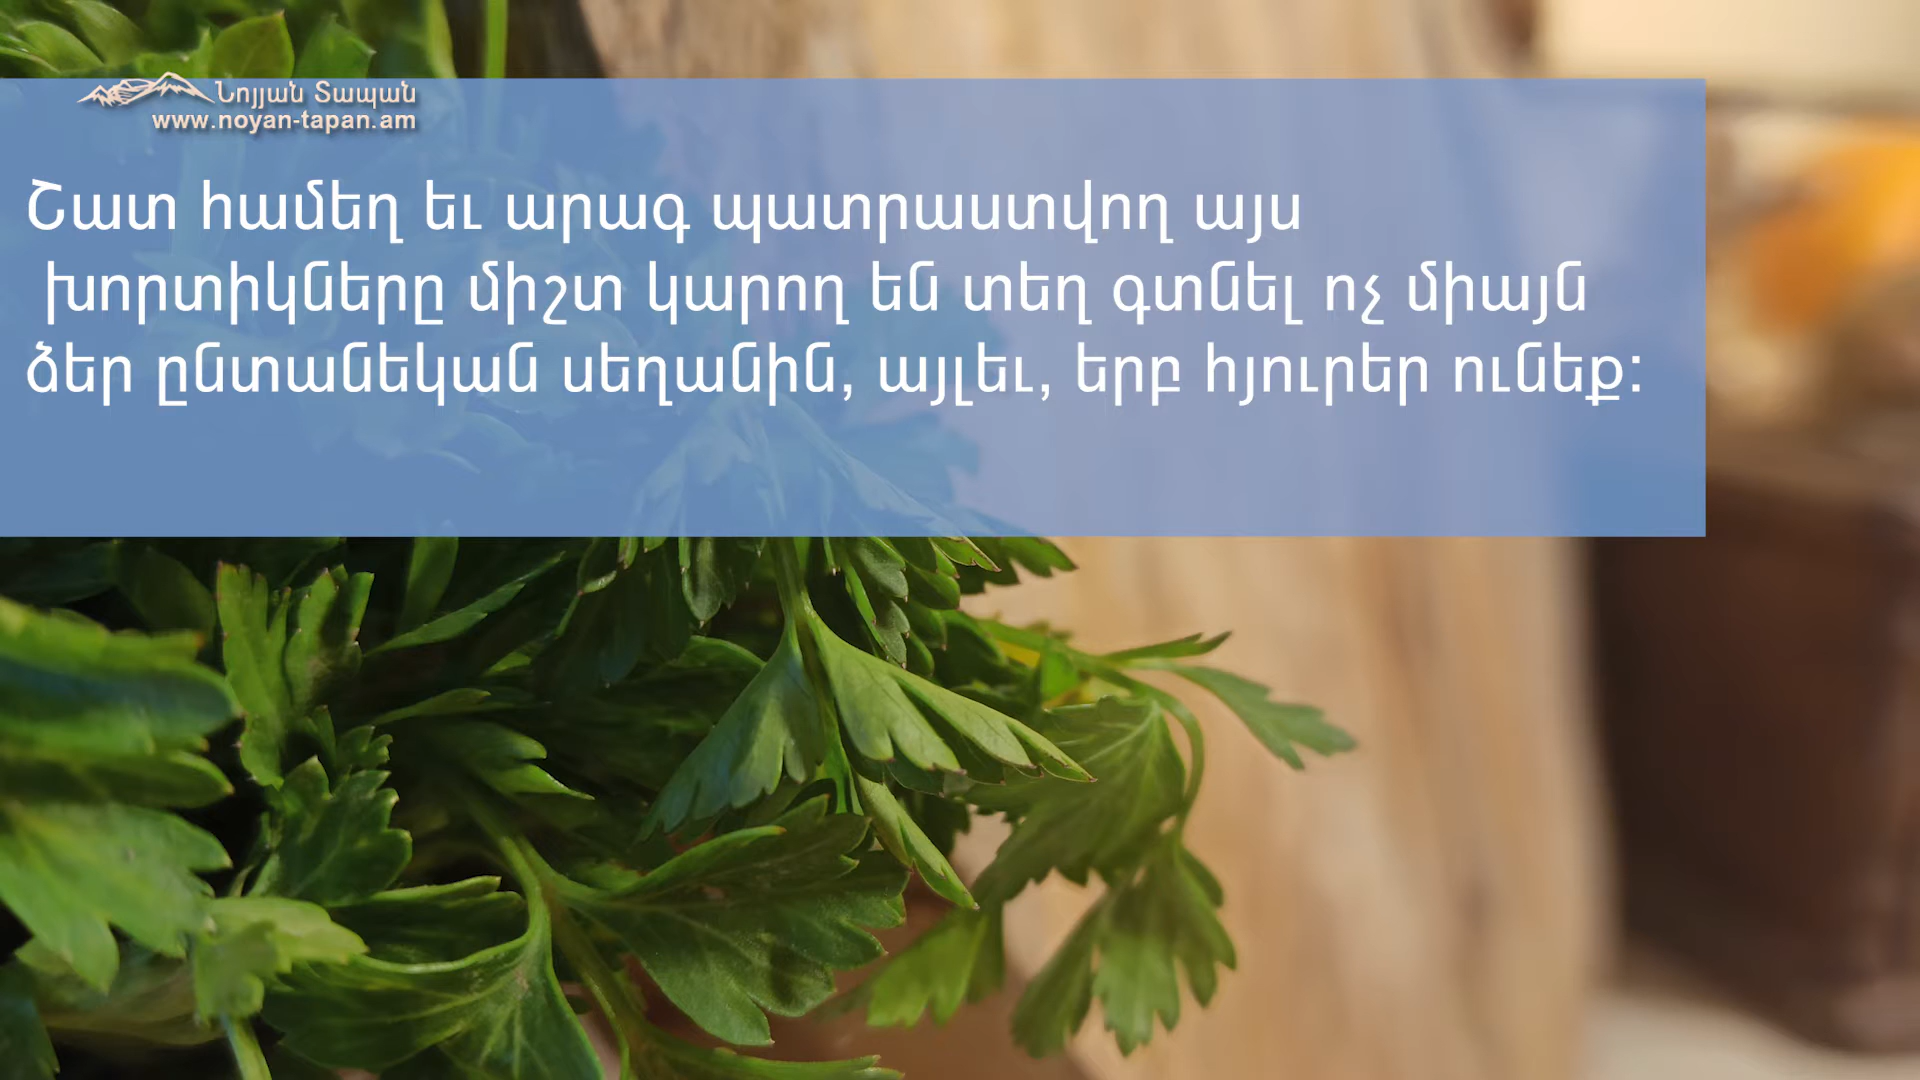 Նոյյան Տապան
www.noyan-tapan.am
Շատ համեղ եւ արագ պատրաստվող այս
խորտիկները միշտ կարող են տեղ գտնել ոչ միայն
ձեր ընտանեկան սեղանին, այլեւ, երբ հյուրեր ունեք: